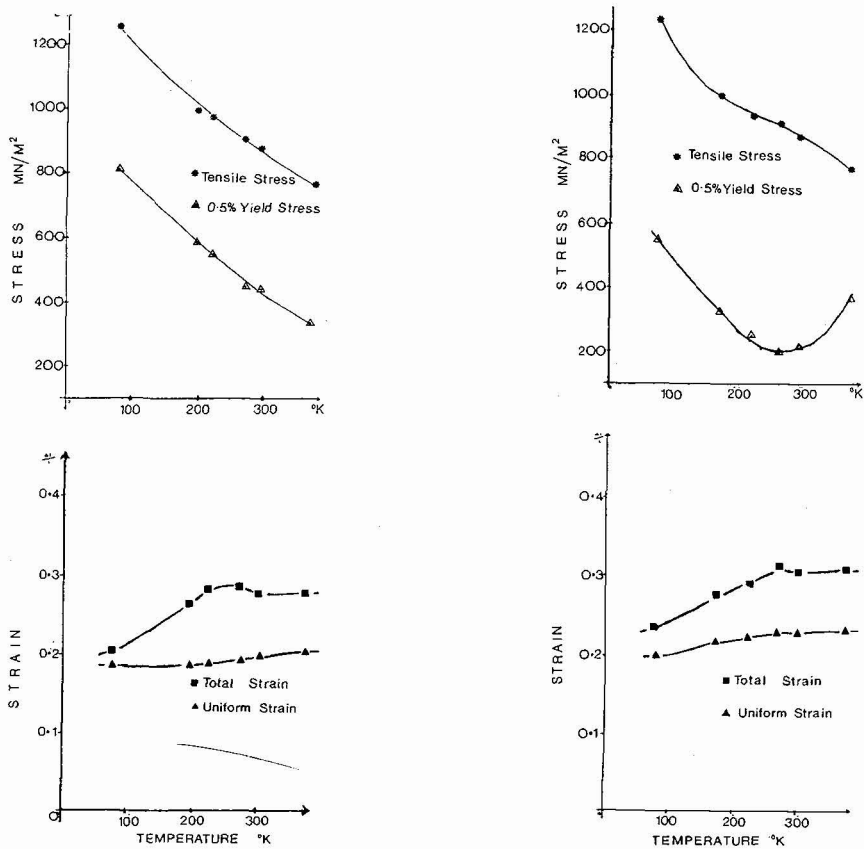 1200
1000
800
600
400
200
STRESS MN/M²
Tensile Stress
0·5% Yield Stress
100 200 300 °K
1200
1000
800
600
400
200
STRESS MN/M²
Tensile Stress
0·5% Yield Stress
100 200 300 °K
0·4
0·3
0·2
0·1
0
STRAIN
Total Strain
Uniform Strain
100 200 300
TEMPERATURE °K
0·4
0·3
0·2
0·1
STRAIN
Total Strain
Uniform Strain
100 200 300
TEMPERATURE °K